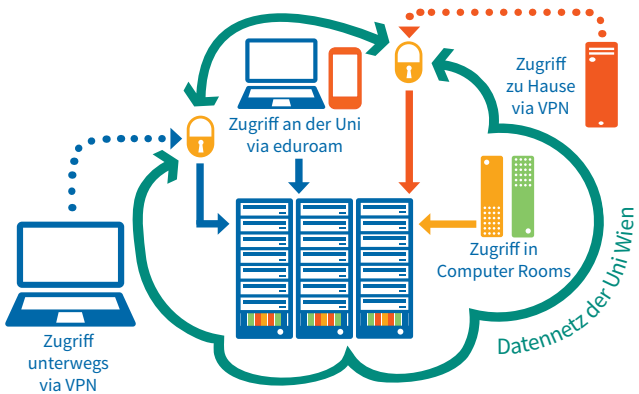 Zugriff
zu Hause
via VPN
Zugriff an der Uni
via eduroam
Zugriff in
Computer Rooms
Datennetz der Uni Wien
Zugriff
unterwegs
via VPN